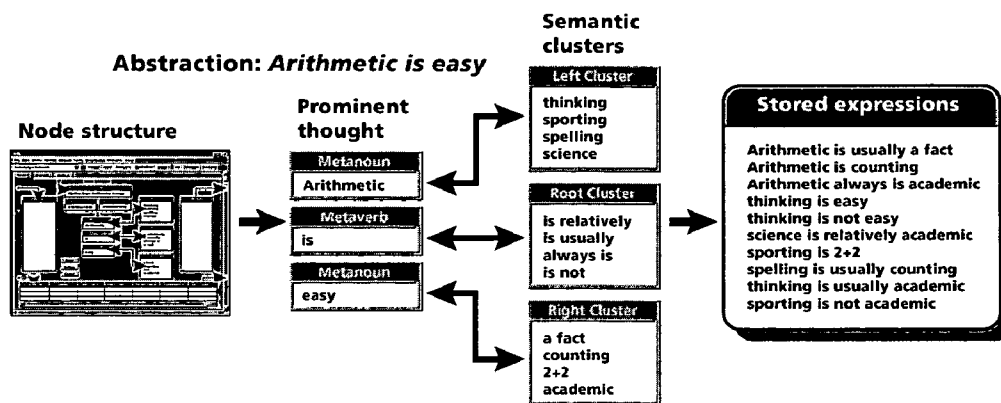 Abstraction: Arithmetic is easy
Node structure
Prominent
thought
Metanoun
Arithmetic
Metaverb
is
Metanoun
easy
Semantic
clusters
Left Cluster
thinking
sporting
spelling
science
Root Cluster
is relatively
is usually
always is
is not
Right Cluster
a fact
counting
2+2
academic
Stored expressions
Arithmetic is usually a fact
Arithmetic is counting
Arithmetic always is academic
thinking is easy
thinking is not easy
science is relatively academic
sporting is 2+2
spelling is usually counting
thinking is usually academic
sporting is not academic